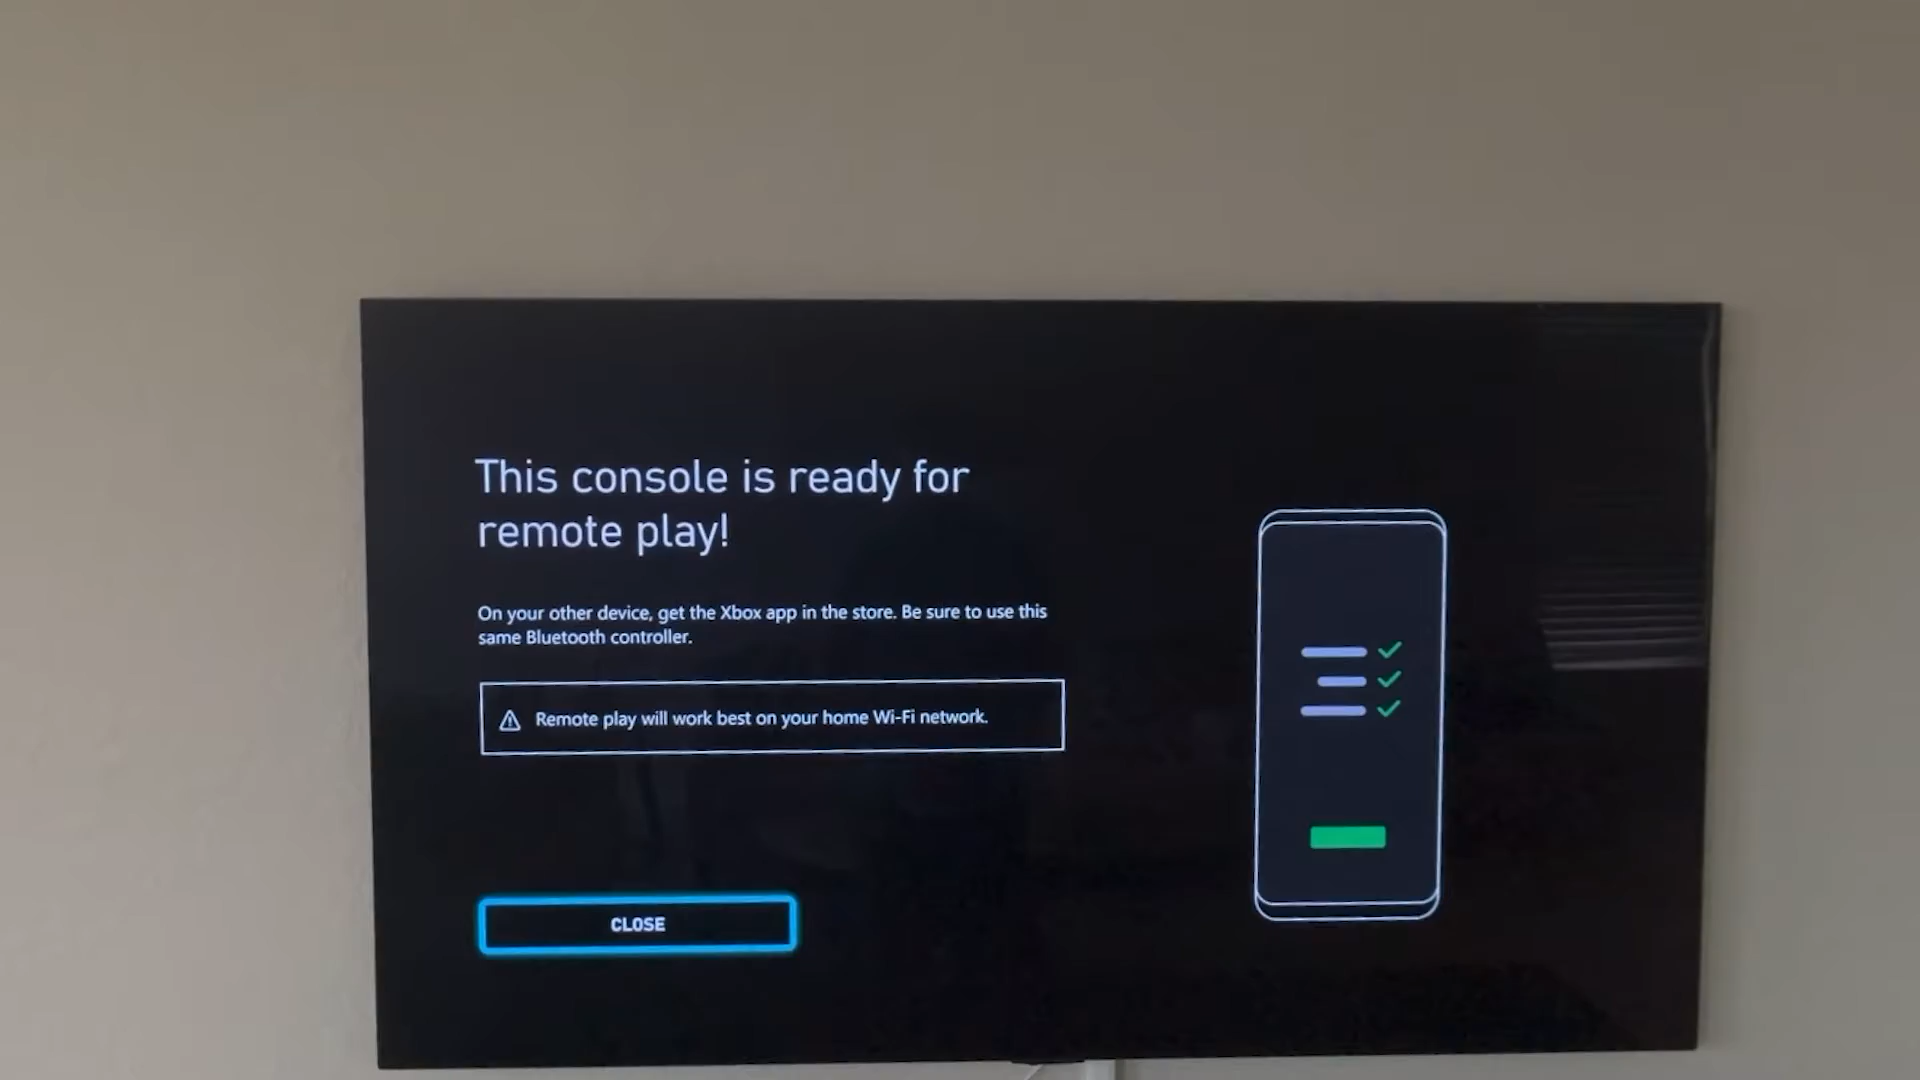 This console is ready for
remote play!
On your other device, get the Xbox app in the store. Be sure to use this
same Bluetooth controller.
Remote play will work best on your home Wi-Fi network.
CLOSE